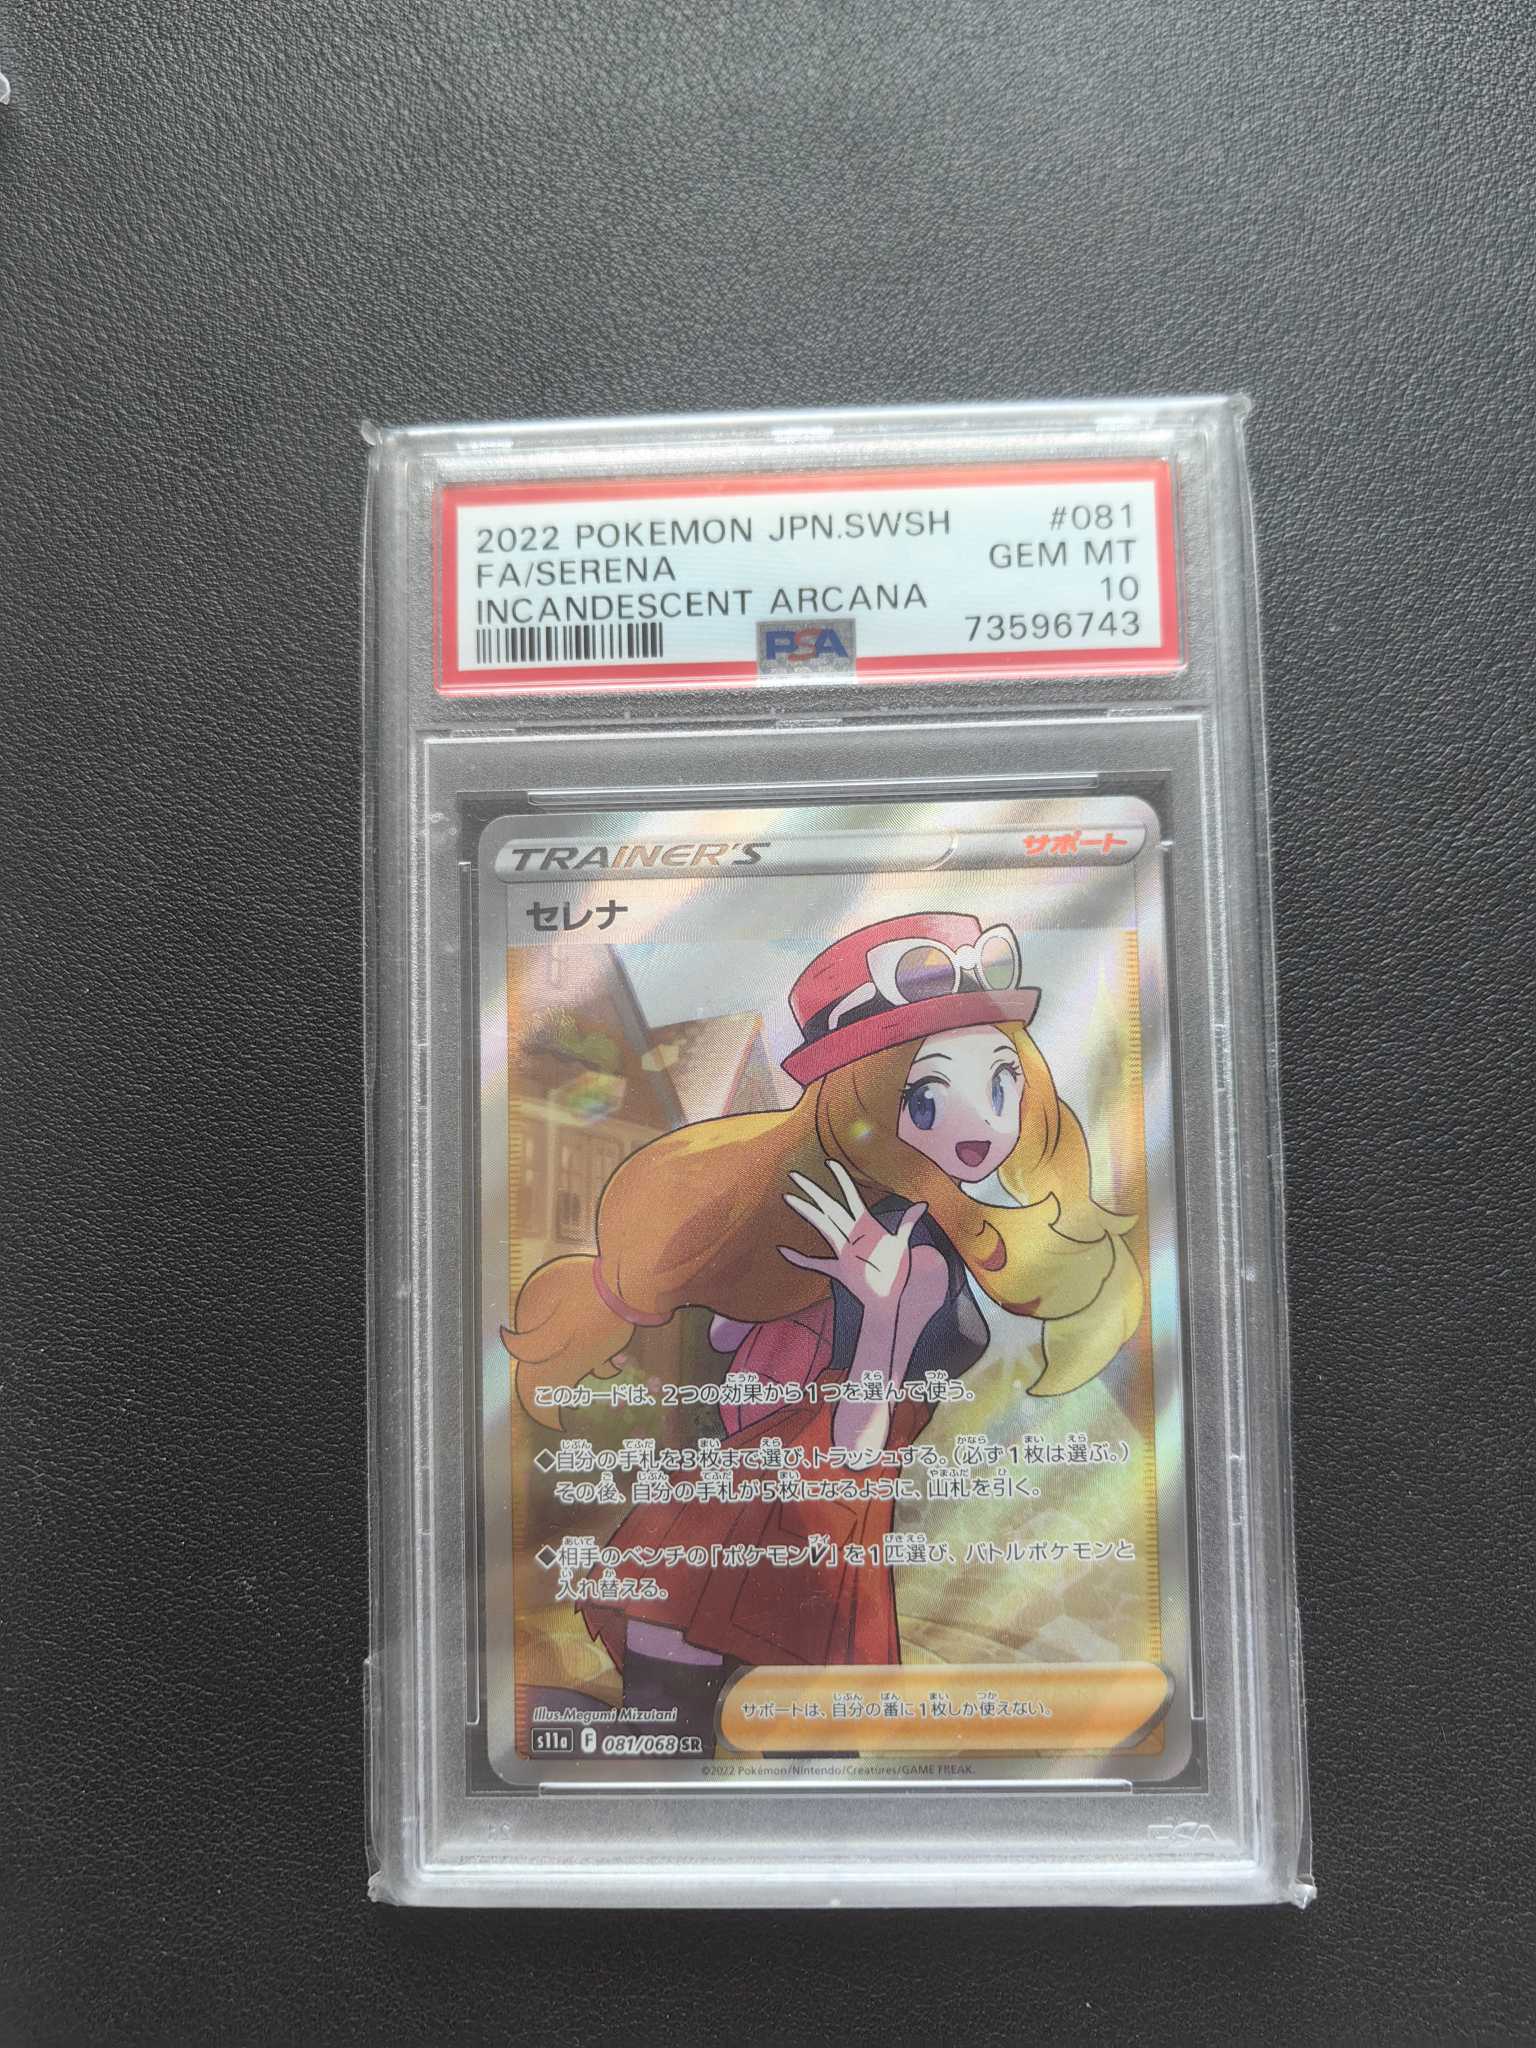 2022 POKEMON JPN.SWSH #081
FA/SERENA GEM MT
INCANDESCENT ARCANA 10
PSA 73596743
TRAINER'S サポート
セレナ
このカードは、2つの効果から1つを選んで使う。
◆自分の手札を3枚まで選び、トラッシュする。(必ず1枚は選ぶ。)
その後、自分の手札が5枚になるように、山札を引く。
◆相手のベンチの「ポケモンV」を1匹選び、バトルポケモンと
入れ替える。
サポートは、自分の番に1枚しか使えない。
Illus.Megumi Mizutani
s11a F 081/068 SR
©2022 Pokémon/Nintendo/Creatures/GAME FREAK.
PSA